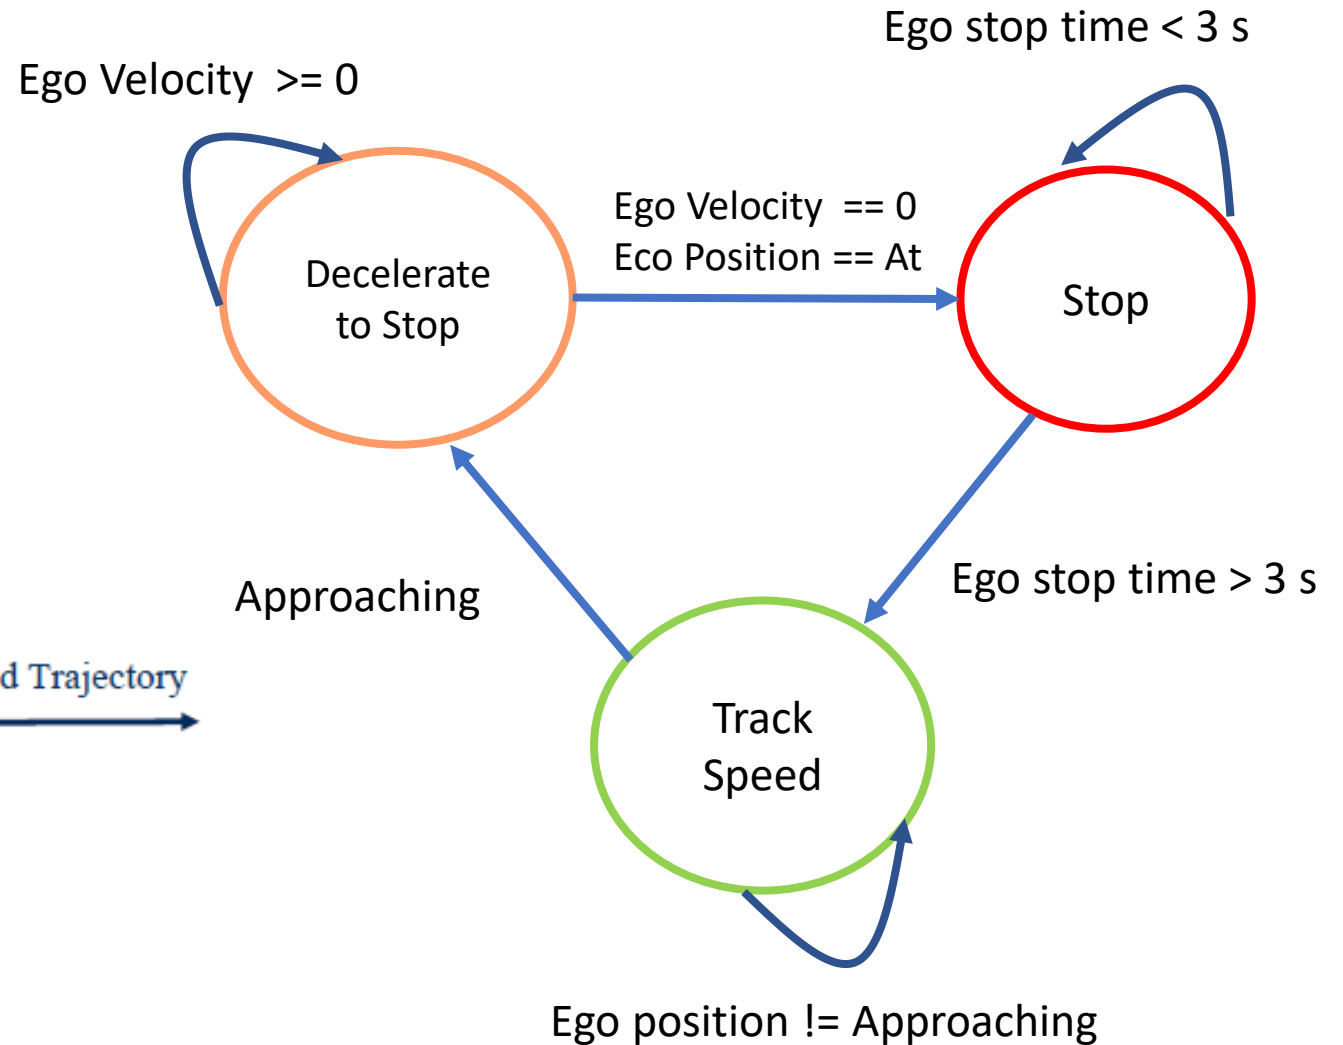 Ego stop time < 3 s
Ego Velocity >= 0
Ego Velocity == 0
Eco Position == At
Decelerate
to Stop
Stop
Approaching
Ego stop time > 3 s
d Trajectory
Track
Speed
Ego position != Approaching